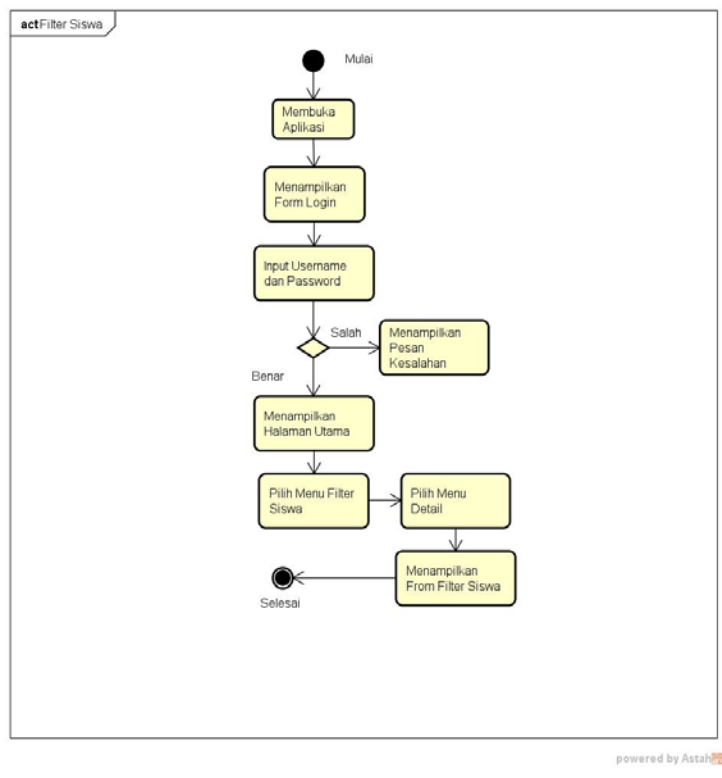 actFilter Siswa
Mulai
Membuka
Aplikasi
Menampilkan
Form Login
Input Username
dan Password
Salah
Menampilkan
Pesan
Kesalahan
Benar
Menampilkan
Halaman Utama
Pilih Menu Filter
Siswa
Pilih Menu
Detail
Menampilkan
From Filter Siswa
Selesai
powered by Astah